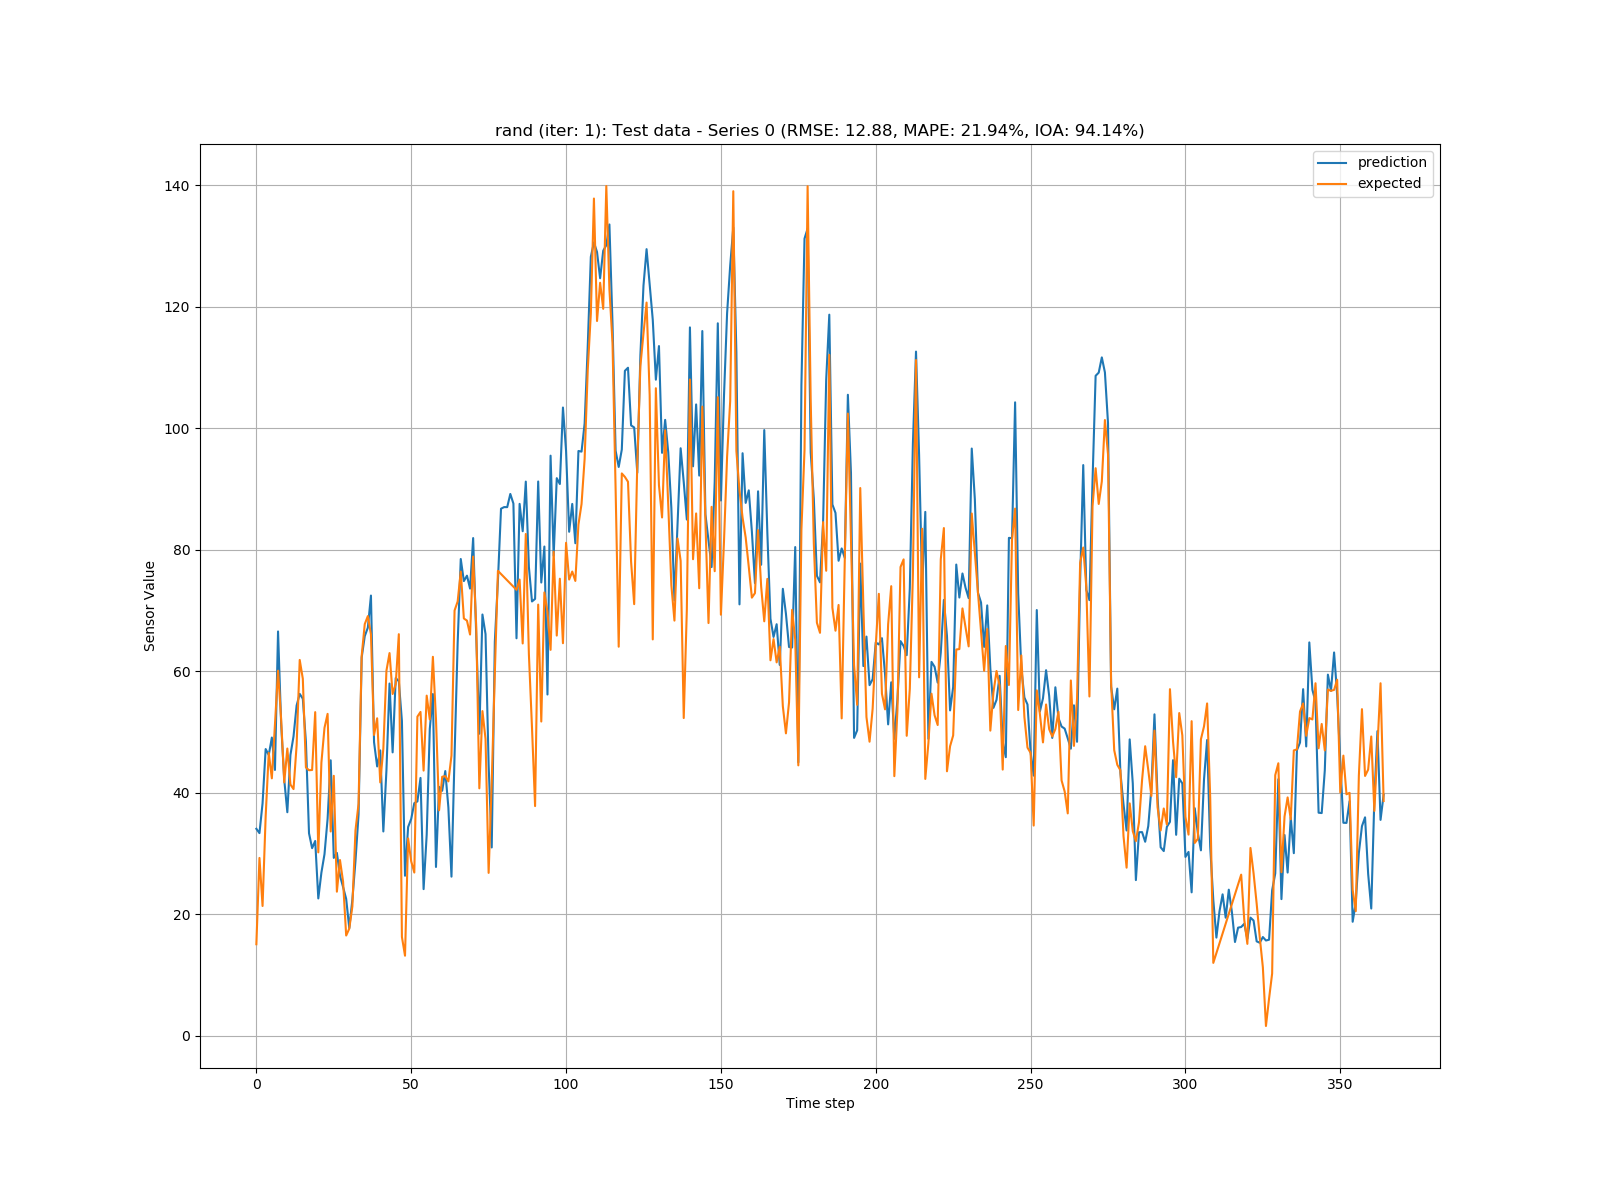 rand (iter: 1): Test data - Series 0 (RMSE: 12.88, MAPE: 21.94%, IOA: 94.14%)
prediction
expected
140
120
100
80
60
40
20
0
Sensor Value
0 50 100 150 200 250 300 350
Time step